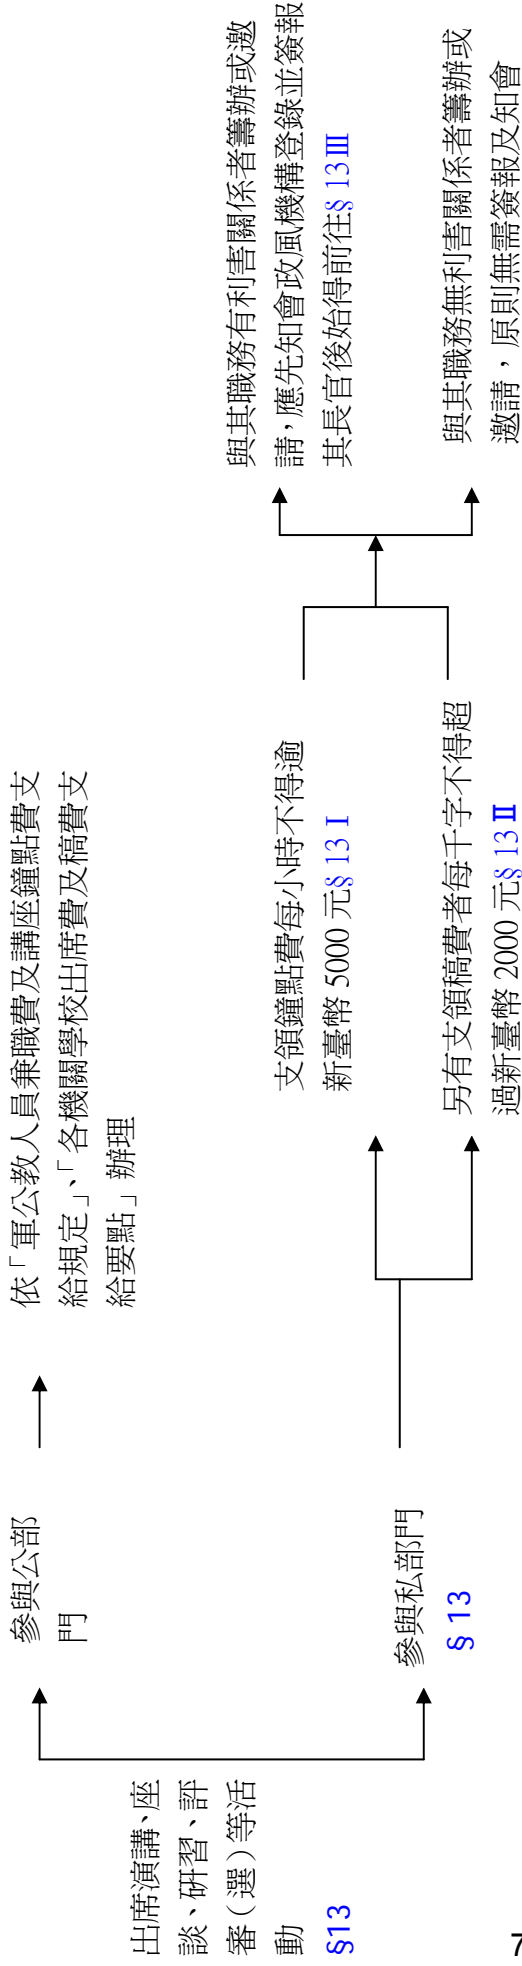 出席演講、座
談、研習、評
審（選）等活
動
§13
參與公部
門
依「軍公教人員兼職費及講座鐘點費支
給規定」、「各機關學校出席費及稿費支
給要點」辦理
參與私部門
§13
支領鐘點費每小時不得逾
新臺幣 5000 元§13Ⅰ
另有支領稿費者每千字不得超
過新臺幣 2000 元§13Ⅱ
與其職務有利害關係者籌辦或邀
請，應先知會政風機構登錄並簽報
其長官後始得前往§13Ⅲ
與其職務無利害關係者籌辦或
邀請，原則無需簽報及知會
7